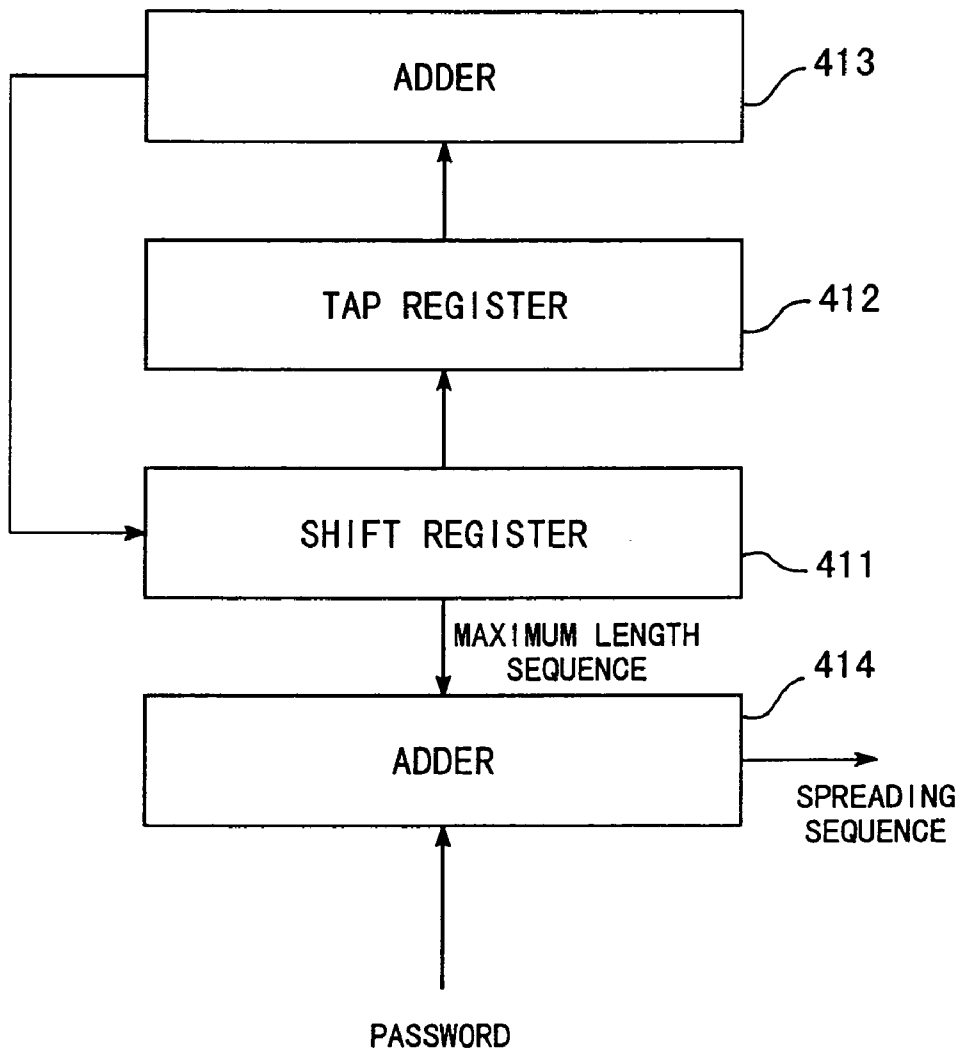 ADDER
413
TAP REGISTER
412
SHIFT REGISTER
411
MAXIMUM LENGTH
SEQUENCE
414
ADDER
SPREADING
SEQUENCE
PASSWORD